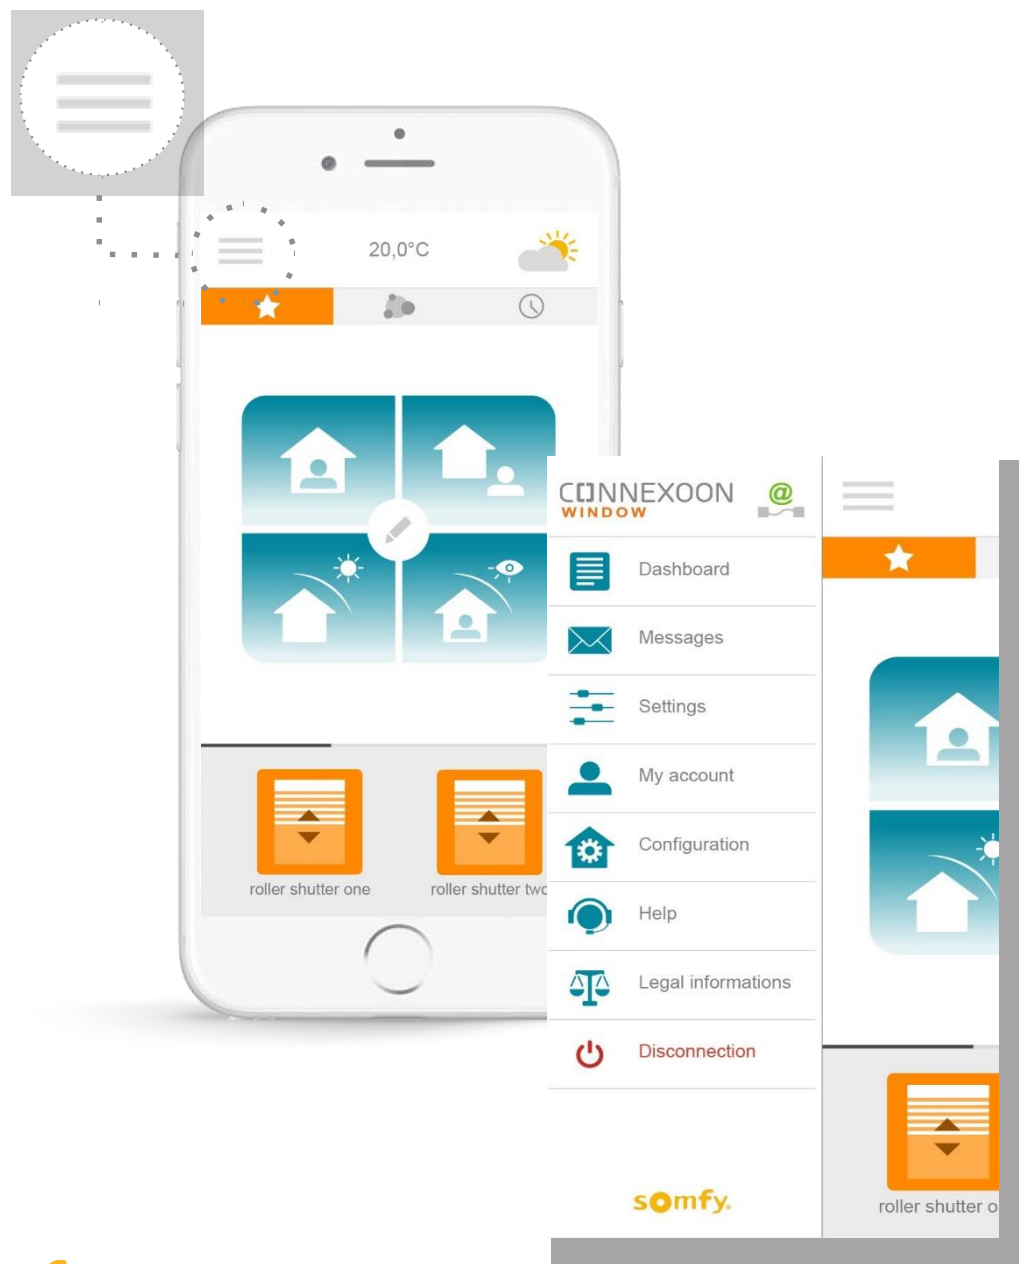 20,0°C
roller shutter one
roller shutter two
CONNEXOON
WINDOW
@
Dashboard
Messages
Settings
My account
Configuration
Help
Legal informations
Disconnection
somfy.
roller shutter o